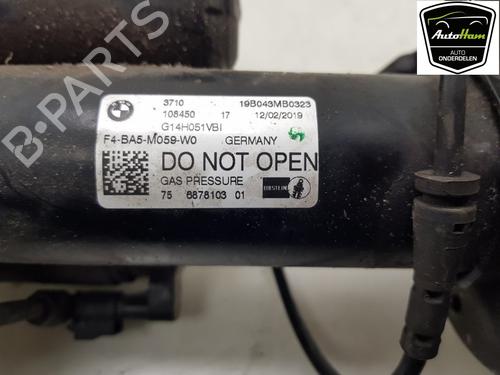 AutoHam
AUTO
ONDERDELEN
B-PARTS
3710 19B043MB0323
108450 17 12/02/2019
G14H051VBI
F4-BA5-M059-W0 GERMANY
DO NOT OPEN
GAS PRESSURE
75 6878103 01
BILSTEIN